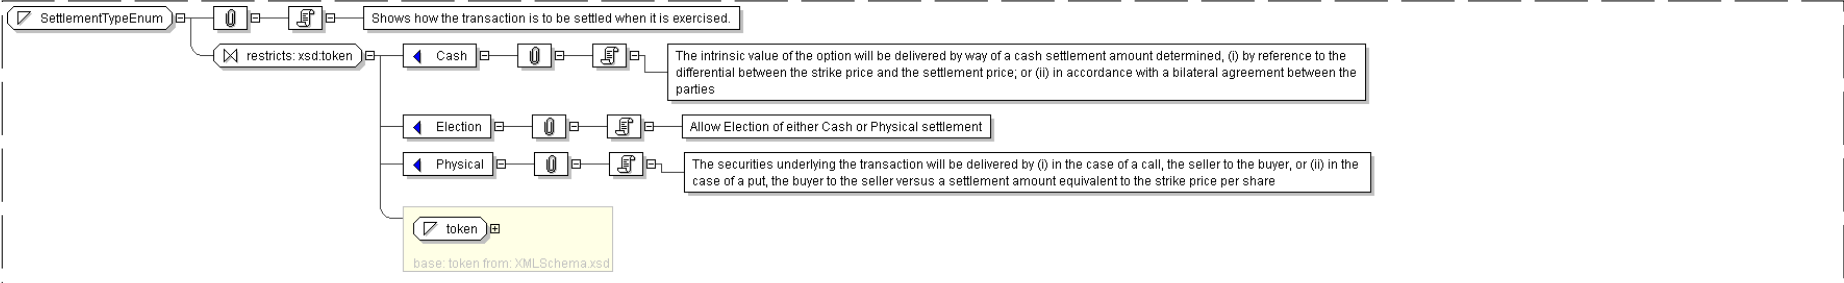 SettlementTypeEnum
Shows how the transaction is to be settled when it is exercised.
restricts: xsd:token
Cash
The intrinsic value of the option will be delivered by way of a cash settlement amount determined, (i) by reference to the
differential between the strike price and the settlement price; or (ii) in accordance with a bilateral agreement between the
parties
Election
Allow Election of either Cash or Physical settlement
Physical
The securities underlying the transaction will be delivered by (i) in the case of a call, the seller to the buyer, or (ii) in the
case of a put, the buyer to the seller versus a settlement amount equivalent to the strike price per share
token
base: token from: XMLSchema.xsd